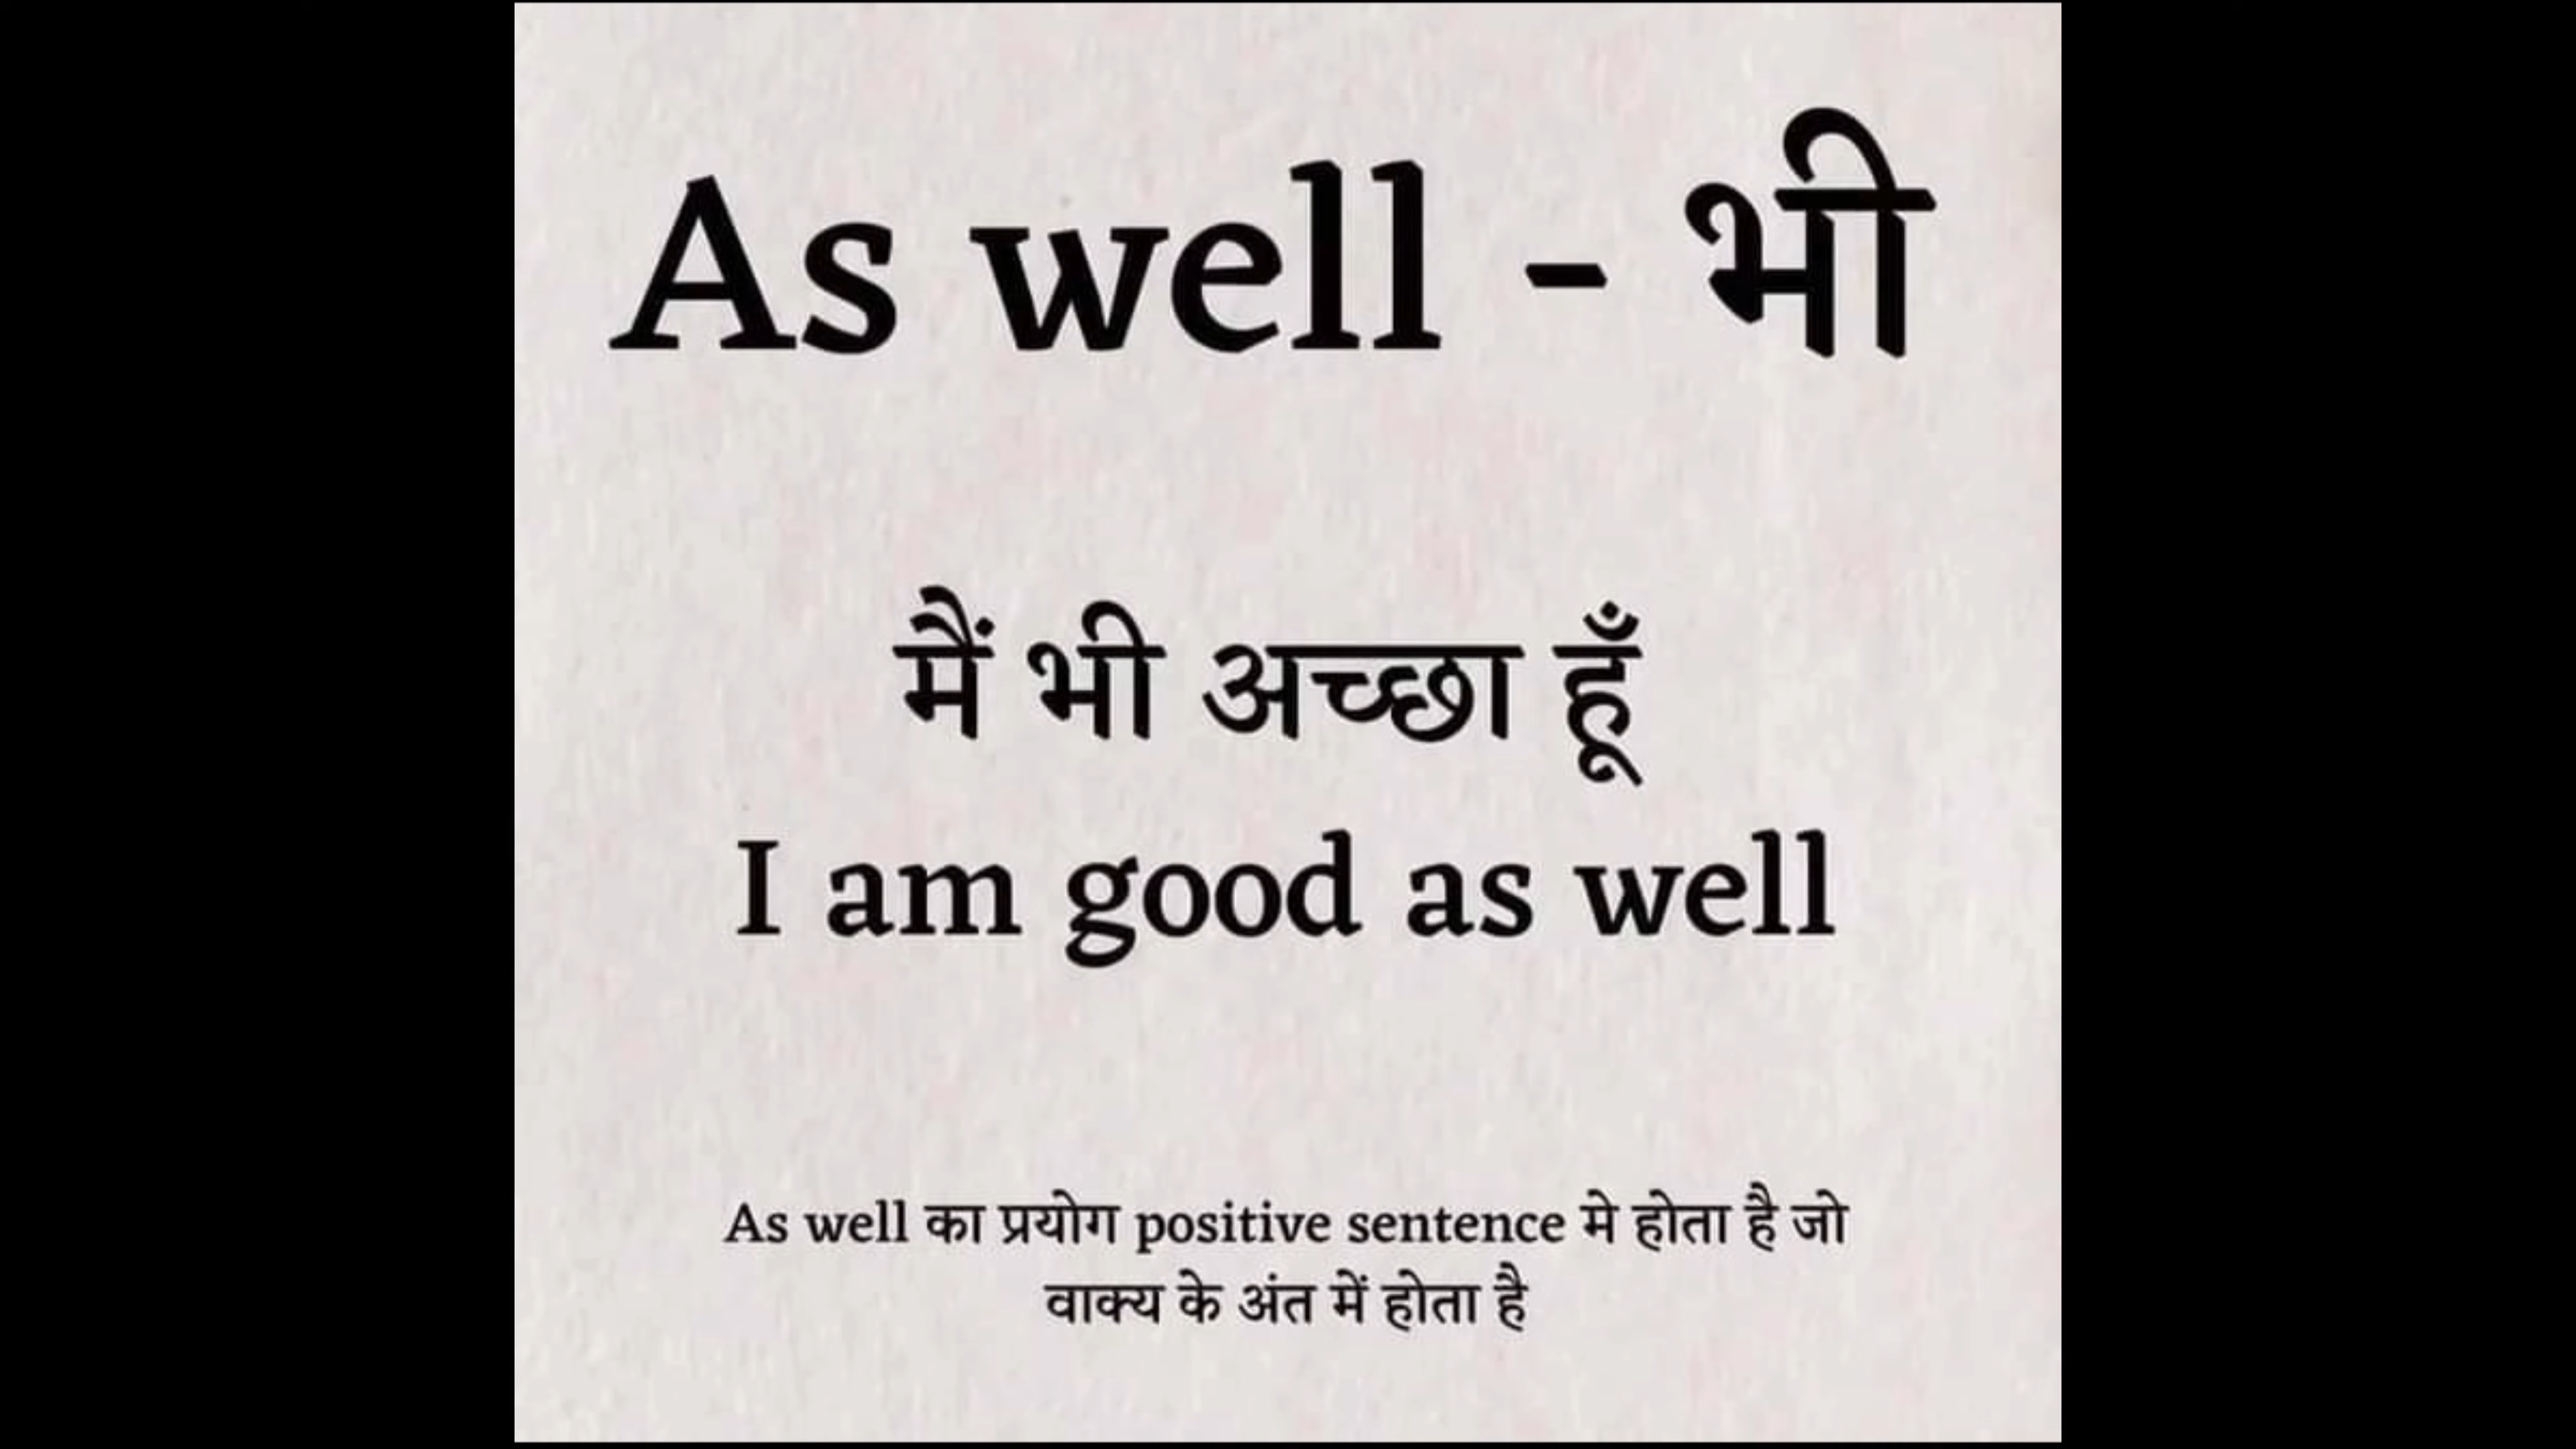 As well - भी
मैं भी अच्छा हूँ
I am good as well
As well का प्रयोग positive sentence मे होता है जो
वाक्य के अंत में होता है